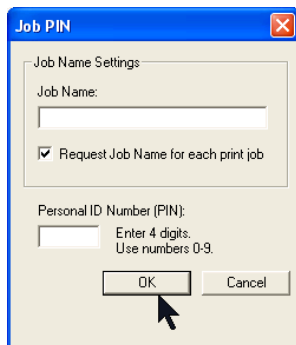 Job PIN
Job Name Settings
Job Name:
Request Job Name for each print job
Personal ID Number (PIN):
Enter 4 digits.
Use numbers 0-9.
OK
Cancel